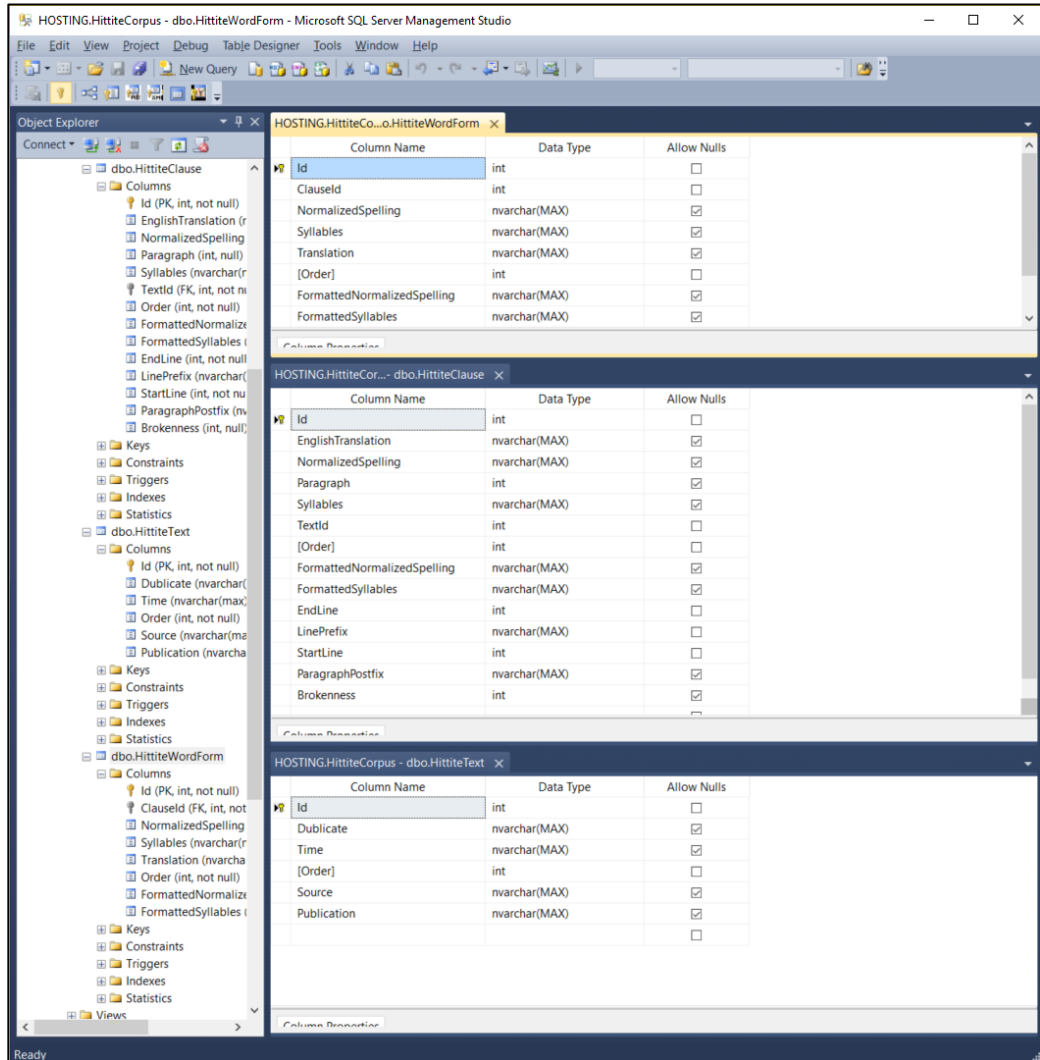 HOSTING.HittiteCorpus - dbo.HittiteWordForm - Microsoft SQL Server Management Studio
File Edit View Project Debug Table Designer Tools Window Help
New Query
Object Explorer
Connect
dbo.HittiteClause
Columns
Id (PK, int, not null)
EnglishTranslation (r
NormalizedSpelling
Paragraph (int, null)
Syllables (nvarchar(r
TextId (FK, int, not nu
Order (int, not null)
FormattedNormalize
FormattedSyllables (
EndLine (int, not null
LinePrefix (nvarchar(
StartLine (int, not nu
ParagraphPostfix (nv
Brokenness (int, null)
Keys
Constraints
Triggers
Indexes
Statistics
dbo.HittiteText
Columns
Id (PK, int, not null)
Dublicate (nvarchar(
Time (nvarchar(max)
Order (int, not null)
Source (nvarchar(ma
Publication (nvarcha
Keys
Constraints
Triggers
Indexes
Statistics
dbo.HittiteWordForm
Columns
Id (PK, int, not null)
ClauseId (FK, int, not
NormalizedSpelling
Syllables (nvarchar(r
Translation (nvarcha
Order (int, not null)
FormattedNormalize
FormattedSyllables (
Keys
Constraints
Triggers
Indexes
Statistics
Views
HOSTING.HittiteCo...o.HittiteWordForm
Column Name Data Type Allow Nulls
Id int
ClauseId int
NormalizedSpelling nvarchar(MAX)
Syllables nvarchar(MAX)
Translation nvarchar(MAX)
[Order] int
FormattedNormalizedSpelling nvarchar(MAX)
FormattedSyllables nvarchar(MAX)
Column Properties
HOSTING.HittiteCor...- dbo.HittiteClause
Column Name Data Type Allow Nulls
Id int
EnglishTranslation nvarchar(MAX)
NormalizedSpelling nvarchar(MAX)
Paragraph int
Syllables nvarchar(MAX)
TextId int
[Order] int
FormattedNormalizedSpelling nvarchar(MAX)
FormattedSyllables nvarchar(MAX)
EndLine int
LinePrefix nvarchar(MAX)
StartLine int
ParagraphPostfix nvarchar(MAX)
Brokenness int
Column Properties
HOSTING.HittiteCorpus - dbo.HittiteText
Column Name Data Type Allow Nulls
Id int
Dublicate nvarchar(MAX)
Time nvarchar(MAX)
[Order] int
Source nvarchar(MAX)
Publication nvarchar(MAX)
Column Properties
Ready